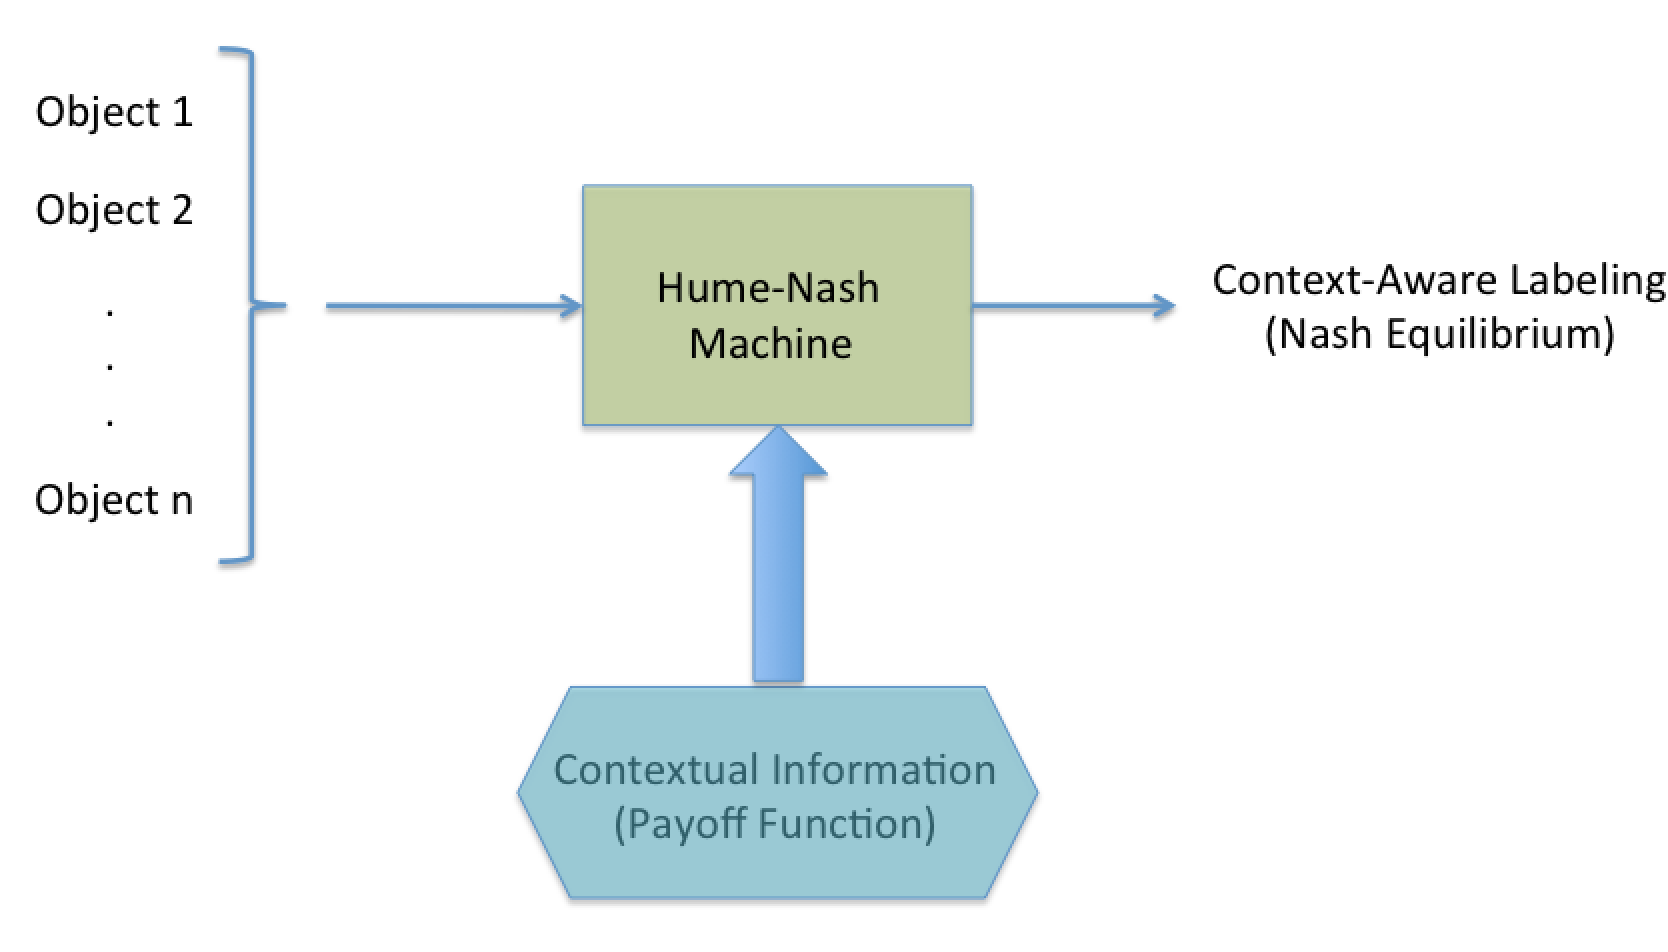 Object 1
Object 2
.
.
.
Object n
Hume-Nash
Machine
Context-Aware Labeling
(Nash Equilibrium)
Contextual Information
(Payoff Function)